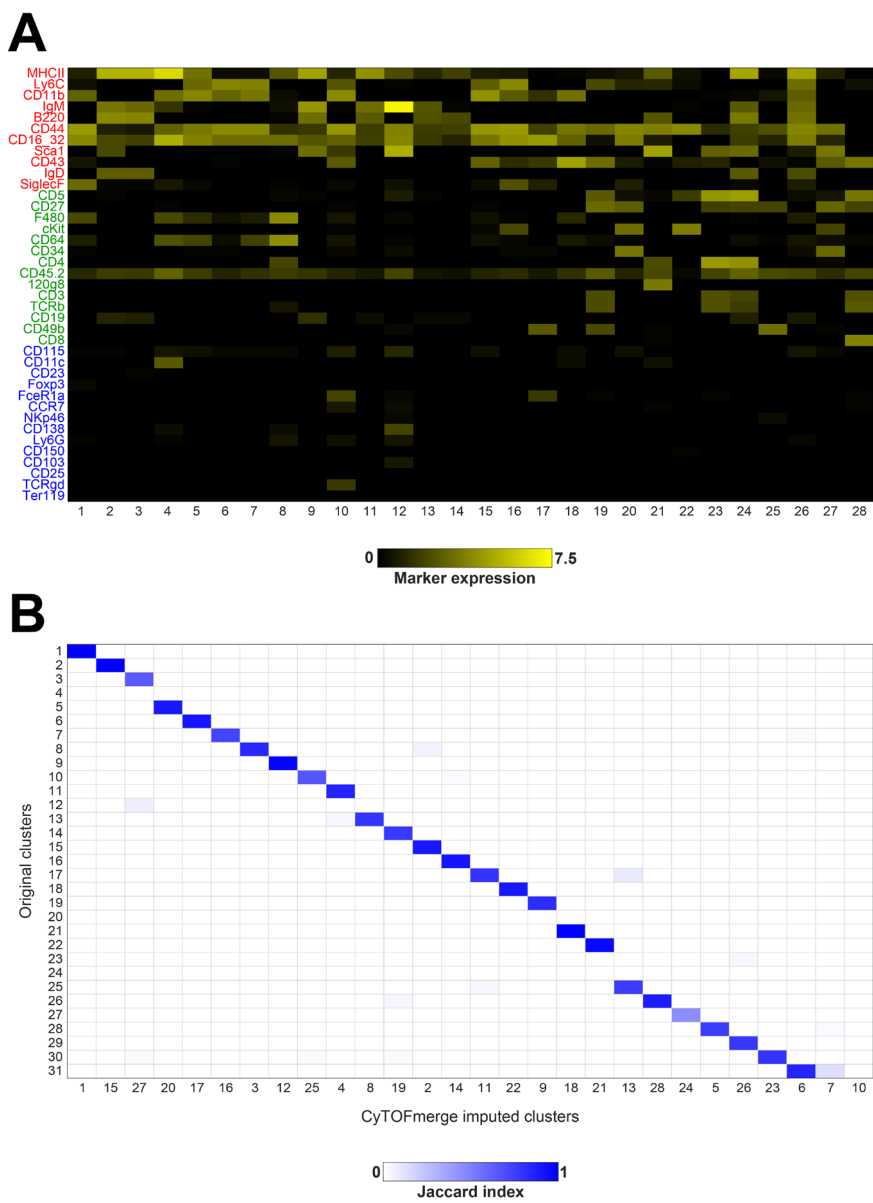 A
MHCII
Ly6C
CD11b
IgM
B220
CD44
CD16_32
Sca1
CD43
IgD
SiglecF
CD5
CD27
F480
cKit
CD64
CD34
CD4
CD45.2
120g8
CD3
TCRb
CD19
CD49b
CD8
CD115
CD11c
CD23
Foxp3
FceR1a
CCR7
NKp46
CD138
Ly6G
CD150
CD103
CD25
TCRgd
Ter119
1 2 3 4 5 6 7 8 9 10 11 12 13 14 15 16 17 18 19 20 21 22 23 24 25 26 27 28
0 7.5
Marker expression
B
Original clusters
1
2
3
4
5
6
7
8
9
10
11
12
13
14
15
16
17
18
19
20
21
22
23
24
25
26
27
28
29
30
31
1 15 27 20 17 16 3 12 25 4 8 19 2 14 11 22 9 18 21 13 28 24 5 26 23 6 7 10
CyTOFmerge imputed clusters
0 1
Jaccard index